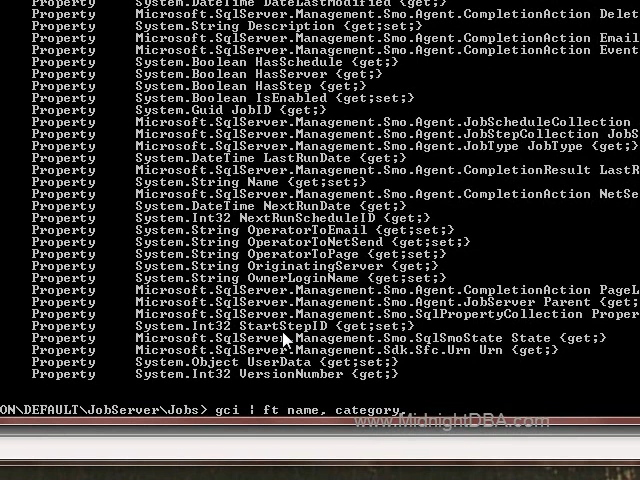 Property System.DateTime DateLastModified {get;}
Property Microsoft.SqlServer.Management.Smo.Agent.CompletionAction Delet
Property System.String Description {get;set;}
Property Microsoft.SqlServer.Management.Smo.Agent.CompletionAction Email
Property Microsoft.SqlServer.Management.Smo.Agent.CompletionAction Event
Property System.Boolean HasSchedule {get;}
Property System.Boolean HasServer {get;}
Property System.Boolean HasStep {get;}
Property System.Boolean IsEnabled {get;set;}
Property System.Guid JobID {get;}
Property Microsoft.SqlServer.Management.Smo.Agent.JobScheduleCollection
Property Microsoft.SqlServer.Management.Smo.Agent.JobStepCollection JobS
Property Microsoft.SqlServer.Management.Smo.Agent.JobType JobType {get;}
Property System.DateTime LastRunDate {get;}
Property Microsoft.SqlServer.Management.Smo.Agent.CompletionResult LastR
Property System.String Name {get;set;}
Property Microsoft.SqlServer.Management.Smo.Agent.CompletionAction NetSe
Property System.DateTime NextRunDate {get;}
Property System.Int32 NextRunScheduleID {get;}
Property System.String OperatorToEmail {get;set;}
Property System.String OperatorToNetSend {get;set;}
Property System.String OperatorToPage {get;set;}
Property System.String OriginatingServer {get;}
Property System.String OwnerLoginName {get;set;}
Property Microsoft.SqlServer.Management.Smo.Agent.CompletionAction PageL
Property Microsoft.SqlServer.Management.Smo.Agent.JobServer Parent {get;
Property Microsoft.SqlServer.Management.Smo.SqlPropertyCollection Proper
Property System.Int32 StartStepID {get;set;}
Property Microsoft.SqlServer.Management.Smo.SqlSmoState State {get;}
Property Microsoft.SqlServer.Management.Sdk.Sfc.Urn Urn {get;}
Property System.Object UserData {get;set;}
Property System.Int32 VersionNumber {get;}
ON\DEFAULT\JobServer\Jobs> gci | ft name, category,
www.MidnightDBA.com